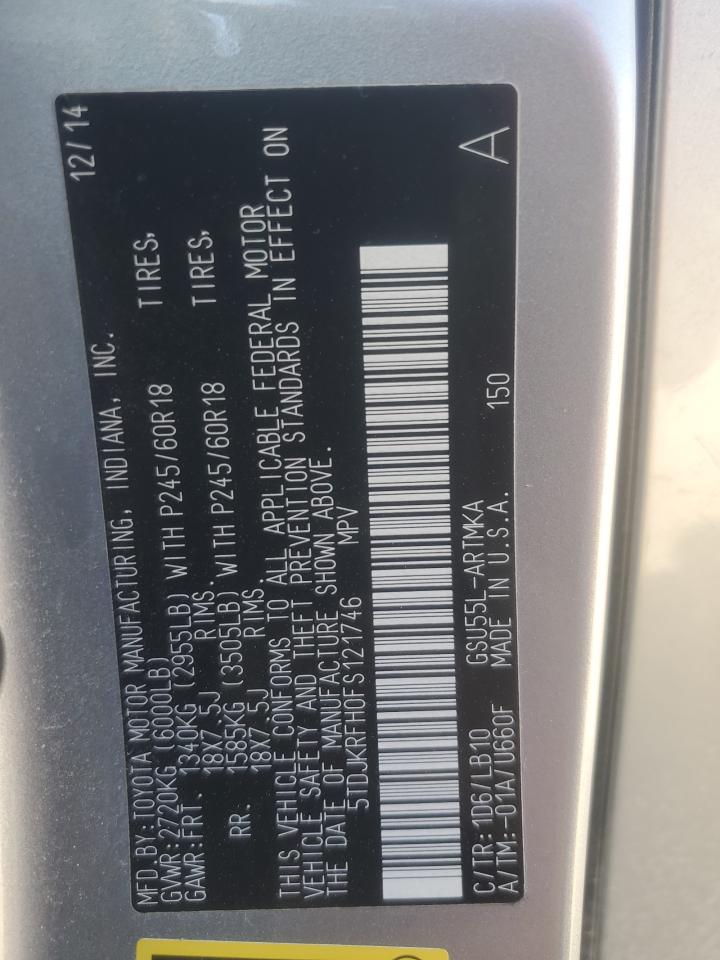 MFD.BY:TOYOTA MOTOR MANUFACTURING, INDIANA, INC. 12/14
GVWR:2720KG (6000LB)
GAWR:FRT. 1340KG (2955LB) WITH P245/60R18 TIRES,
18X7.5J RIMS.
RR. 1585KG (3505LB) WITH P245/60R18 TIRES,
18X7.5J RIMS.
THIS VEHICLE CONFORMS TO ALL APPLICABLE FEDERAL MOTOR
VEHICLE SAFETY AND THEFT PREVENTION STANDARDS IN EFFECT ON
THE DATE OF MANUFACTURE SHOWN ABOVE.
5TDJKRFH0FS121746 MPV
C/TR:1D6/LB10 GSU55L-ARTMKA A
A/TM:-01A/U660F MADE IN U.S.A. 150